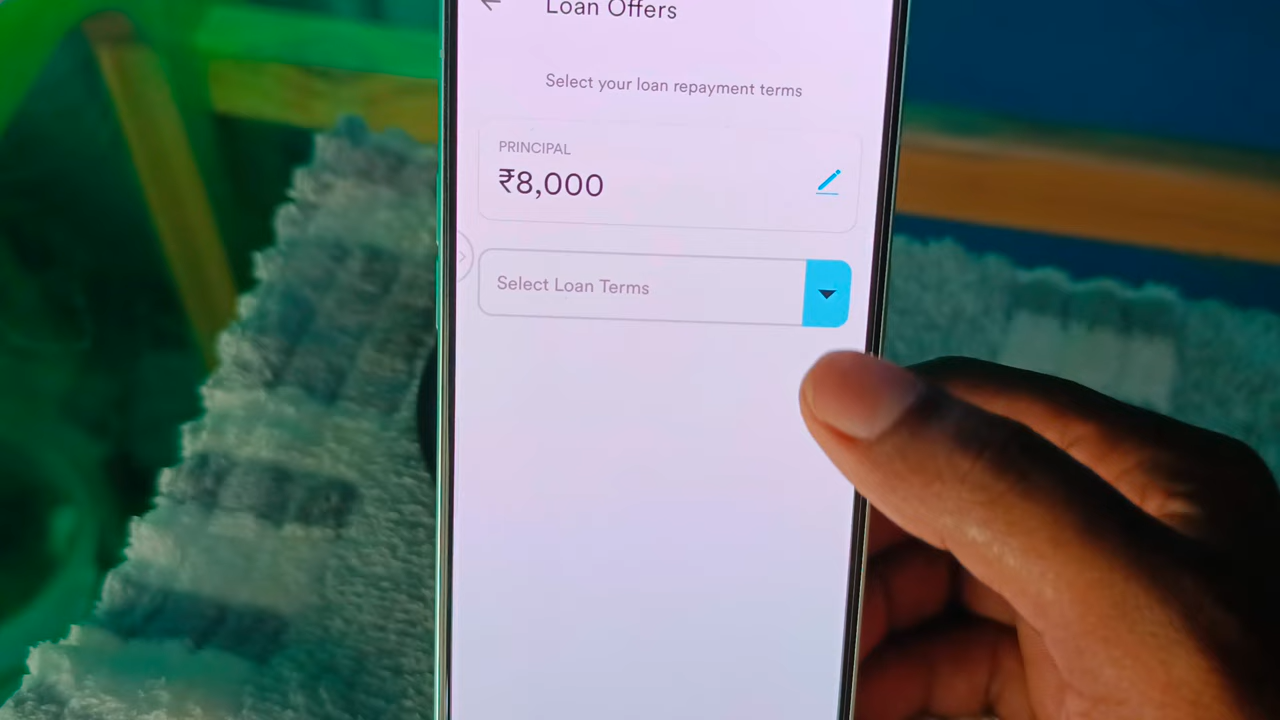 Loan Offers
Select your loan repayment terms
PRINCIPAL
₹8,000
Select Loan Terms